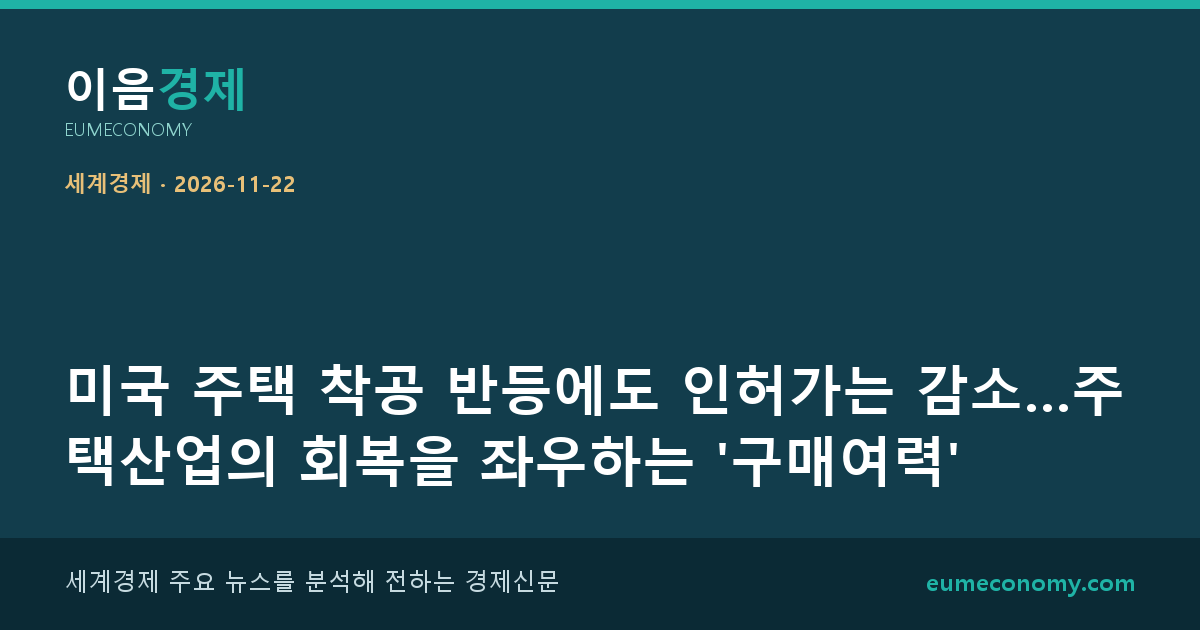 이음경제
EUMECONOMY
세계경제 · 2026-11-22
미국 주택 착공 반등에도 인허가는 감소...주
택산업의 회복을 좌우하는 '구매여력'
세계경제 주요 뉴스를 분석해 전하는 경제신문
eumeconomy.com